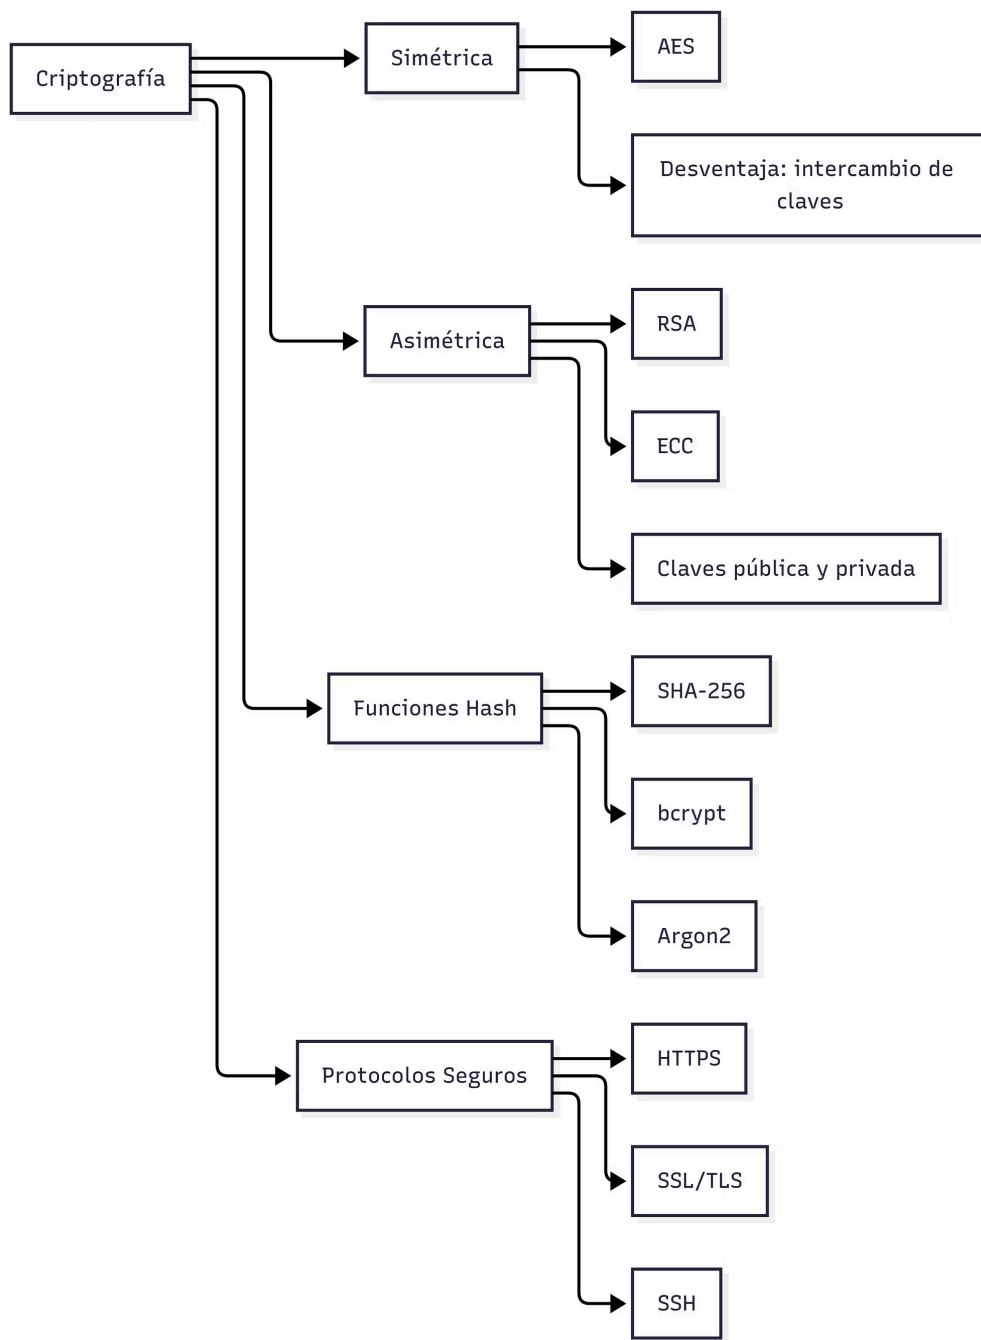 Criptografía
Simétrica
AES
Desventaja: intercambio de
claves
Asimétrica
RSA
ECC
Claves pública y privada
Funciones Hash
SHA-256
bcrypt
Argon2
Protocolos Seguros
HTTPS
SSL/TLS
SSH